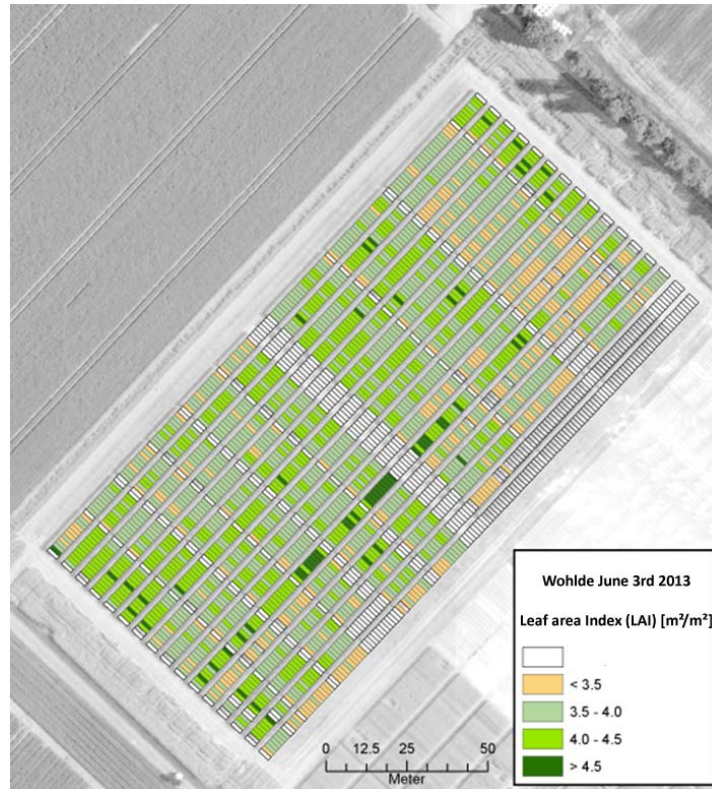 Wohlde June 3rd 2013
Leaf area Index (LAI) [m²/m²]
< 3.5
3.5 - 4.0
4.0 - 4.5
> 4.5
0 12.5 25 50
Meter